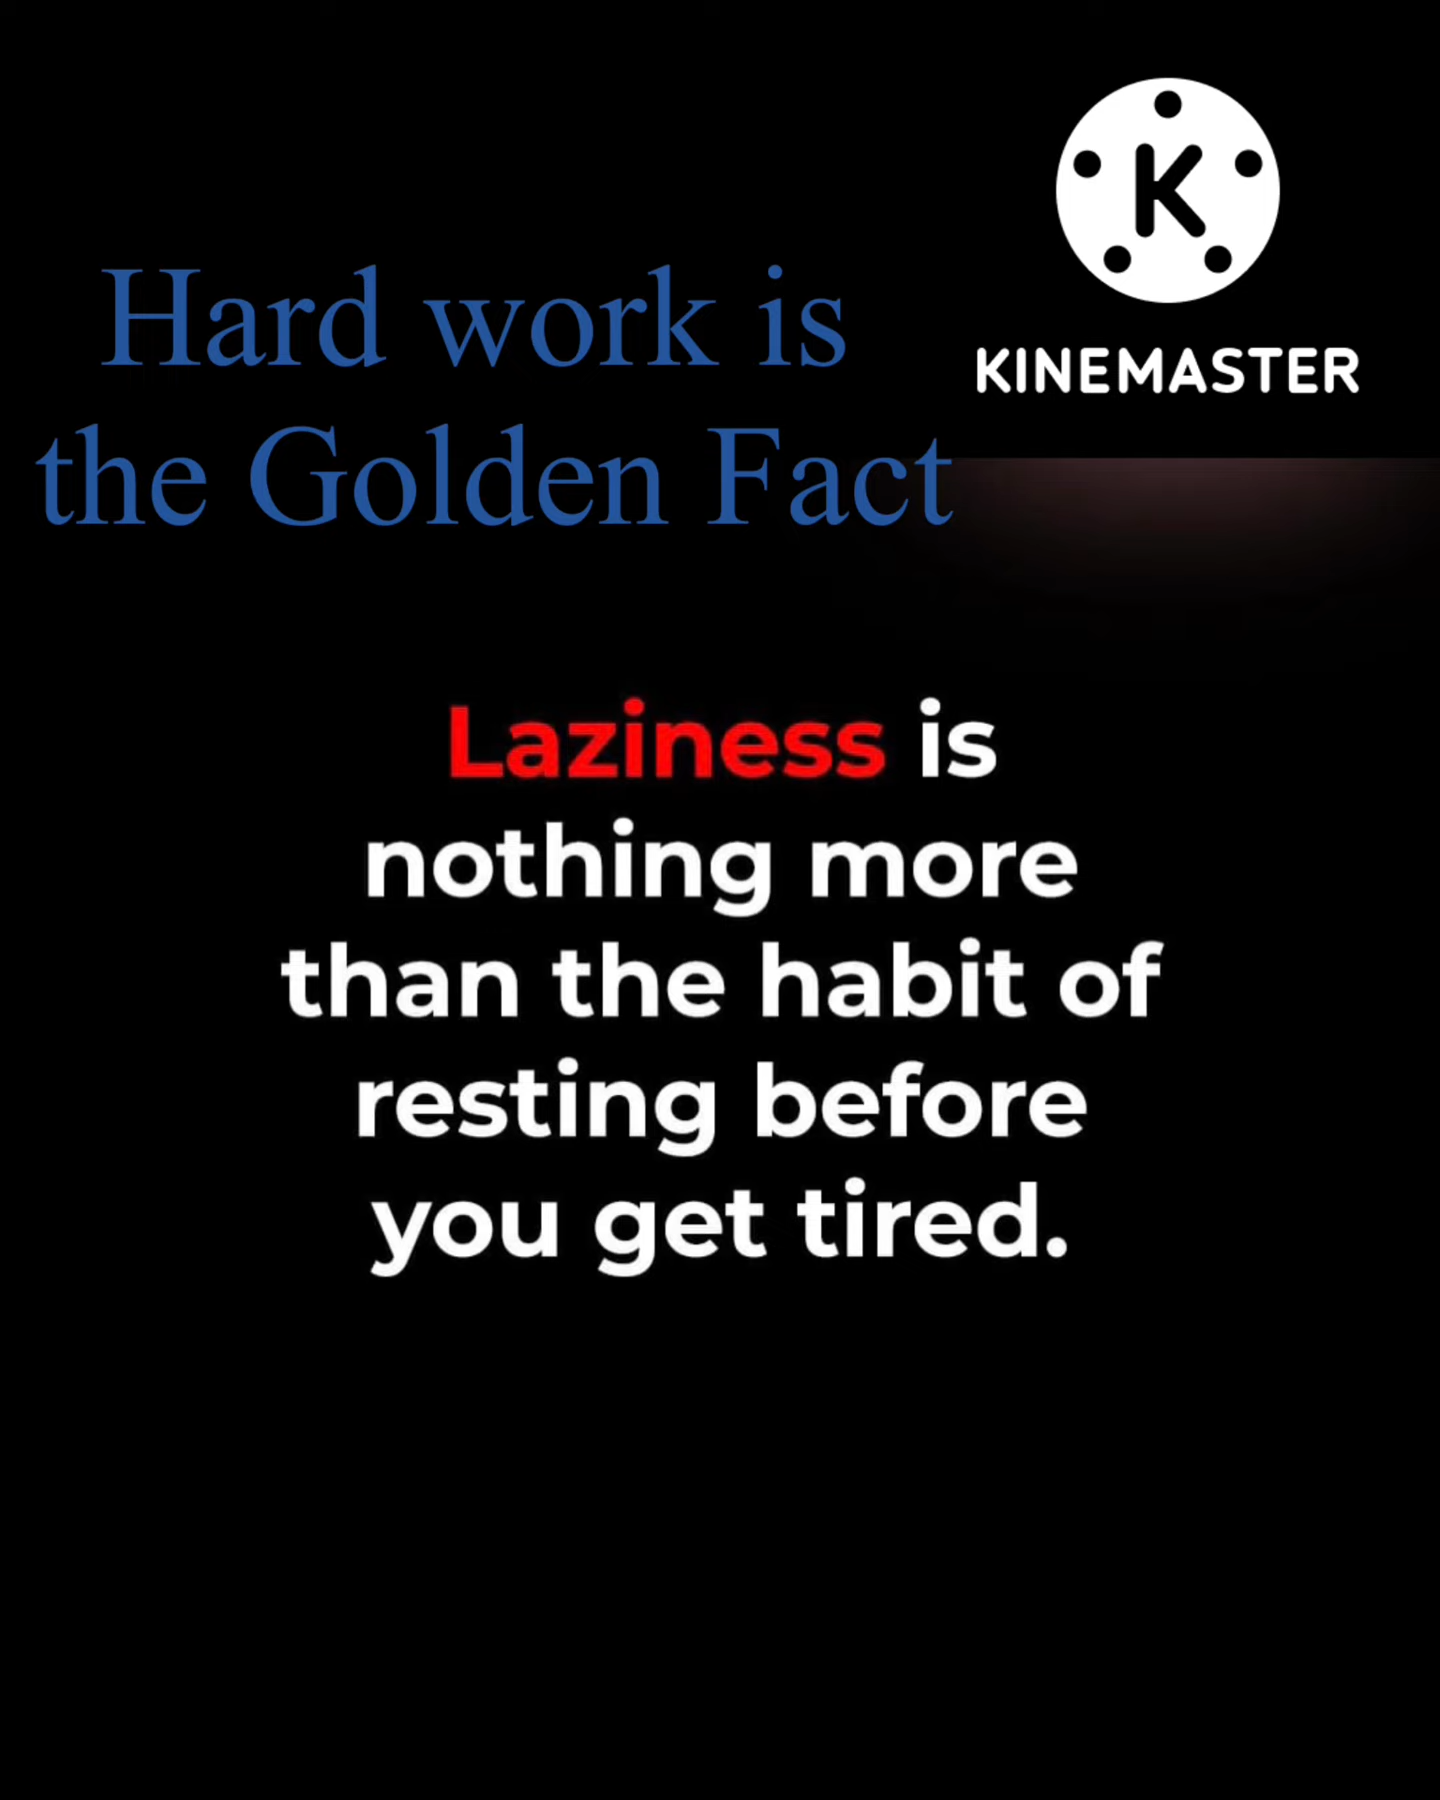 K
KINEMASTER
Hard work is
the Golden Fact
Laziness is
nothing more
than the habit of
resting before
you get tired.